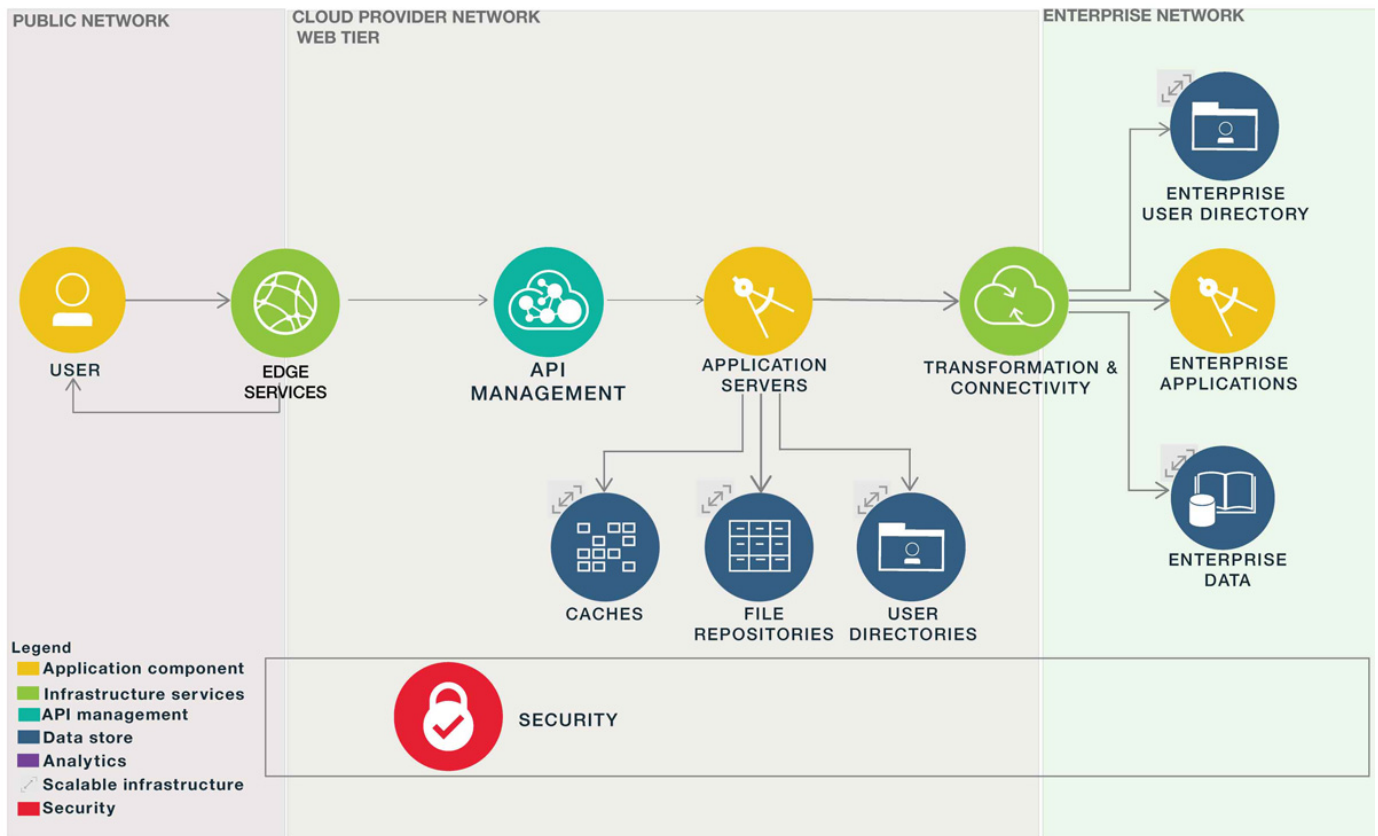 PUBLIC NETWORK
CLOUD PROVIDER NETWORK
WEB TIER
ENTERPRISE NETWORK
ENTERPRISE
USER DIRECTORY
USER
EDGE
SERVICES
API
MANAGEMENT
APPLICATION
SERVERS
TRANSFORMATION &
CONNECTIVITY
ENTERPRISE
APPLICATIONS
CACHES
FILE
REPOSITORIES
USER
DIRECTORIES
ENTERPRISE
DATA
Legend
Application component
Infrastructure services
API management
Data store
Analytics
Scalable infrastructure
Security
SECURITY